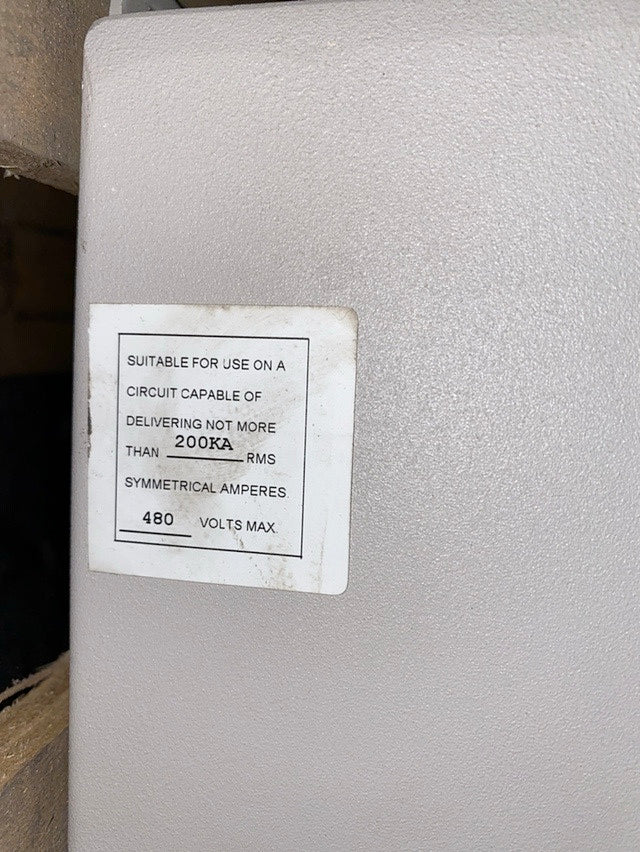 SUITABLE FOR USE ON A
CIRCUIT CAPABLE OF
DELIVERING NOT MORE
THAN 200KA RMS
SYMMETRICAL AMPERES.
480 VOLTS MAX.